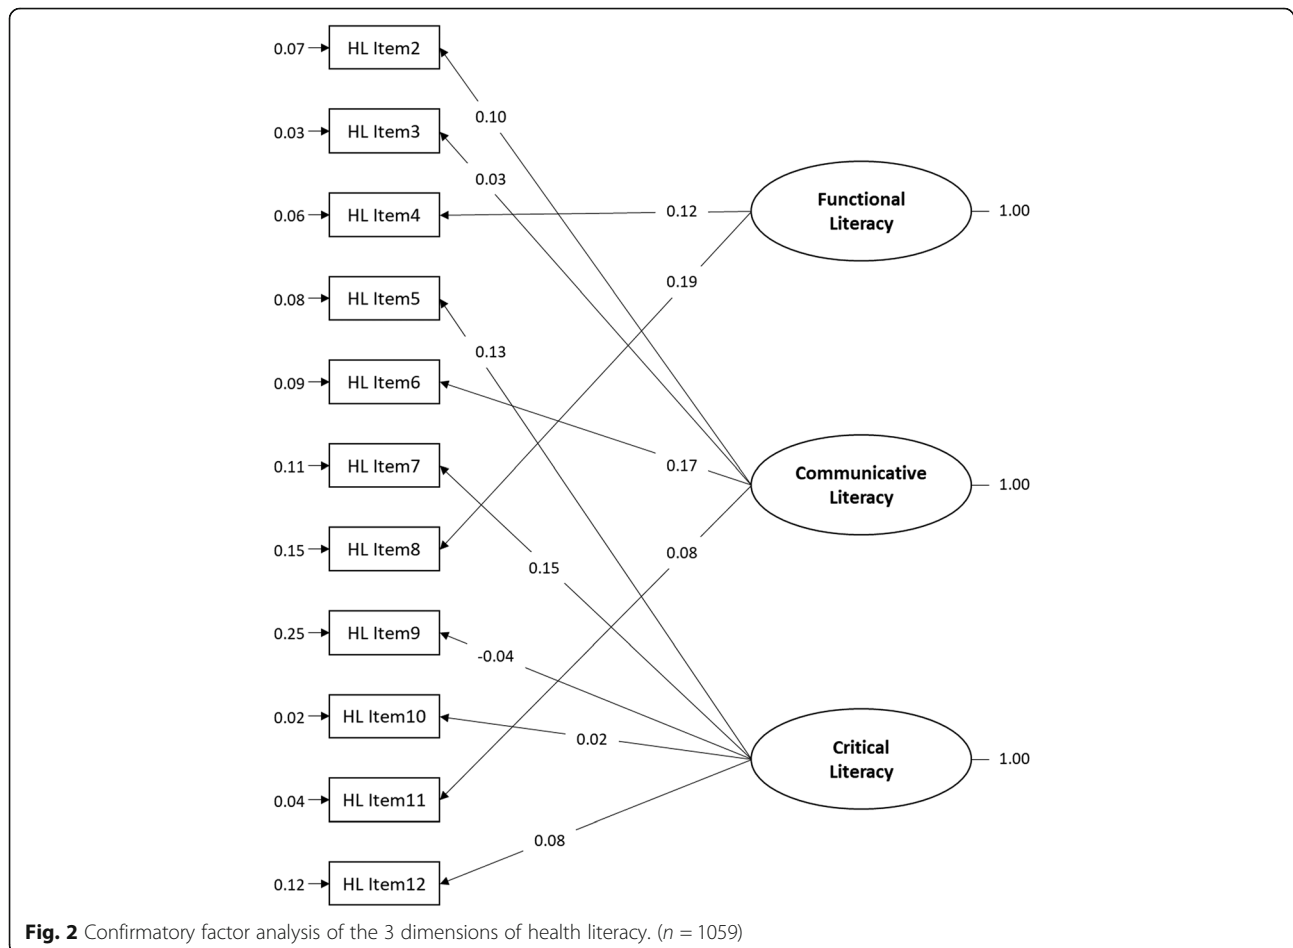 0.07
HL Item2
0.10
0.03
HL Item3
0.03
0.06
HL Item4
0.12
Functional
Literacy
1.00
0.19
0.08
HL Item5
0.13
0.09
HL Item6
0.17
0.11
HL Item7
Communicative
Literacy
1.00
0.15
HL Item8
0.08
0.15
0.25
HL Item9
-0.04
0.02
HL Item10
0.02
Critical
Literacy
1.00
0.04
HL Item11
0.08
0.12
HL Item12
Fig. 2 Confirmatory factor analysis of the 3 dimensions of health literacy. (n = 1059)